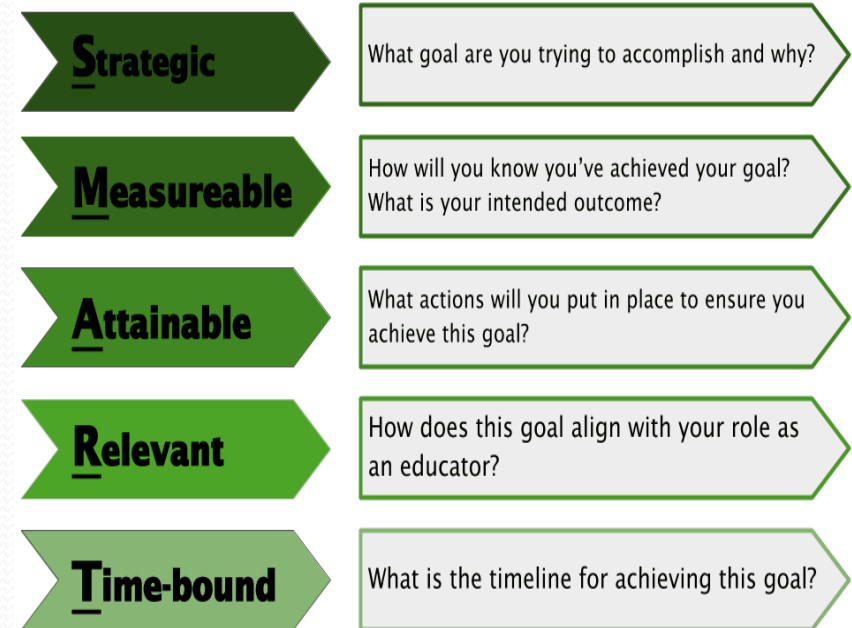 Strategic
What goal are you trying to accomplish and why?
Measureable
How will you know you've achieved your goal?
What is your intended outcome?
Attainable
What actions will you put in place to ensure you
achieve this goal?
Relevant
How does this goal align with your role as
an educator?
Time-bound
What is the timeline for achieving this goal?